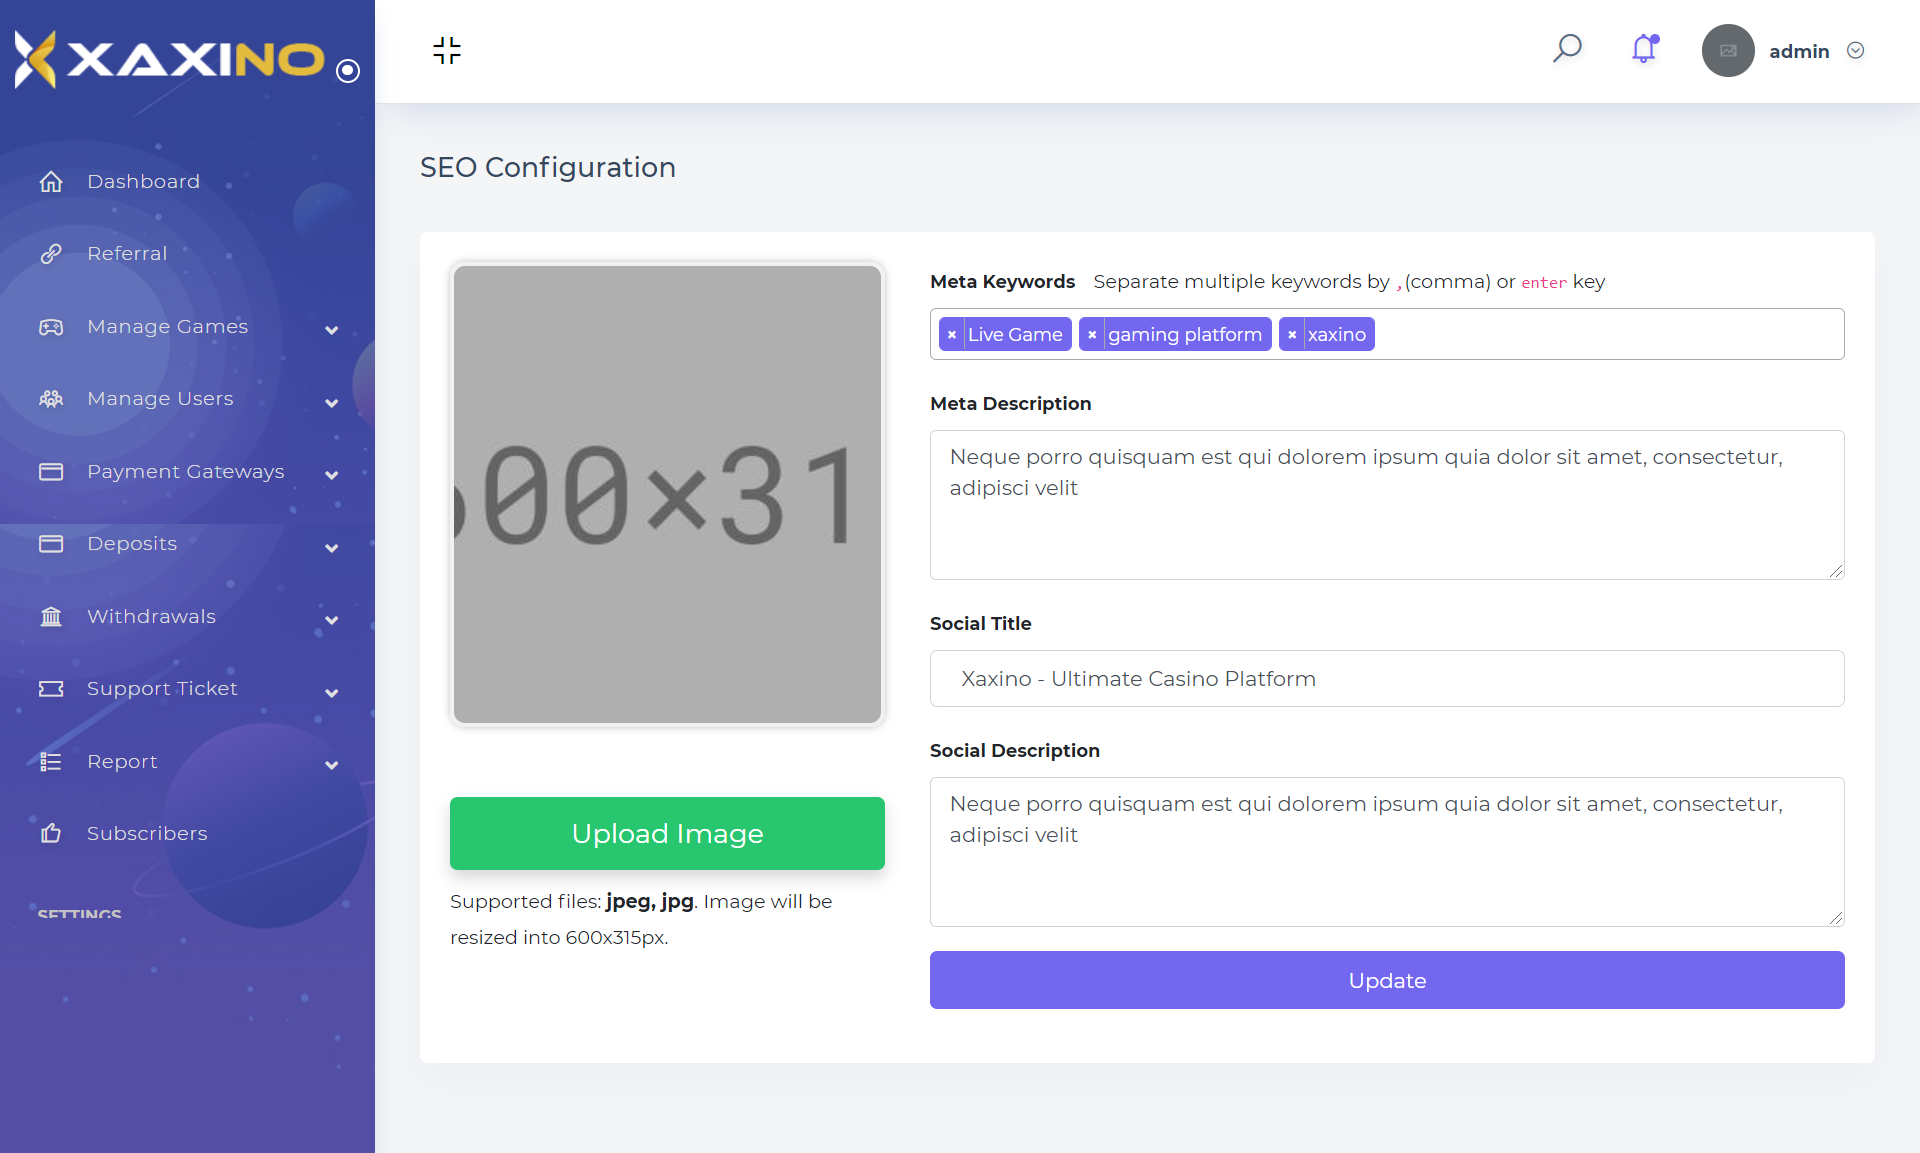 XAXINO
admin
Dashboard
Referral
Manage Games
Manage Users
Payment Gateways
Deposits
Withdrawals
Support Ticket
Report
Subscribers
SETTINGS
SEO Configuration
600×31
Upload Image
Supported files: jpeg, jpg. Image will be
resized into 600x315px.
Meta Keywords Separate multiple keywords by ,(comma) or enter key
× Live Game × gaming platform × xaxino
Meta Description
Neque porro quisquam est qui dolorem ipsum quia dolor sit amet, consectetur,
adipisci velit
Social Title
Xaxino - Ultimate Casino Platform
Social Description
Neque porro quisquam est qui dolorem ipsum quia dolor sit amet, consectetur,
adipisci velit
Update